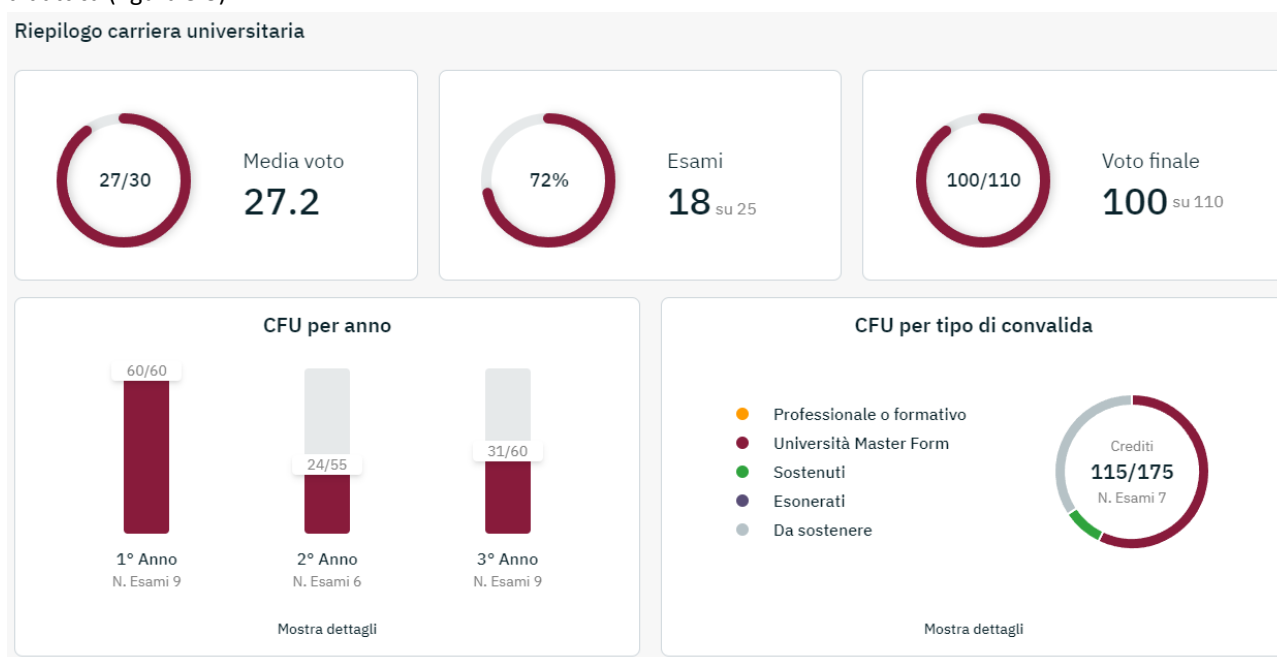 Riepilogo carriera universitaria
27/30
Media voto
27.2
72%
Esami
18 su 25
100/110
Voto finale
100 su 110
CFU per anno
60/60
24/55
31/60
1° Anno
N. Esami 9
2° Anno
N. Esami 6
3° Anno
N. Esami 9
Mostra dettagli
CFU per tipo di convalida
Professionale o formativo
Università Master Form
Sostenuti
Esonerati
Da sostenere
Crediti
115/175
N. Esami 7
Mostra dettagli